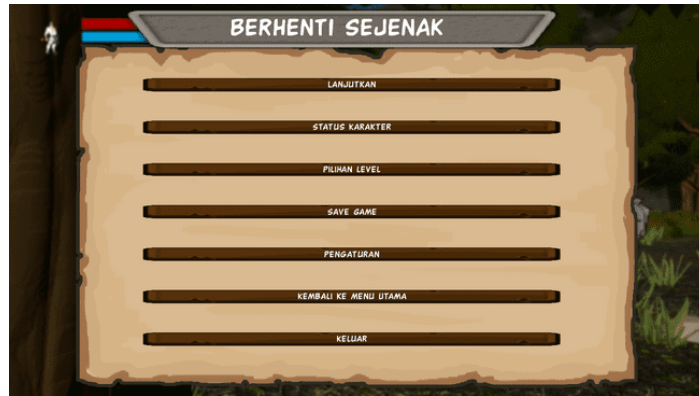 BERHENTI SEJENAK
LANJUTKAN
STATUS KARAKTER
PILIHAN LEVEL
SAVE GAME
PENGATURAN
KEMBALI KE MENU UTAMA
KELUAR